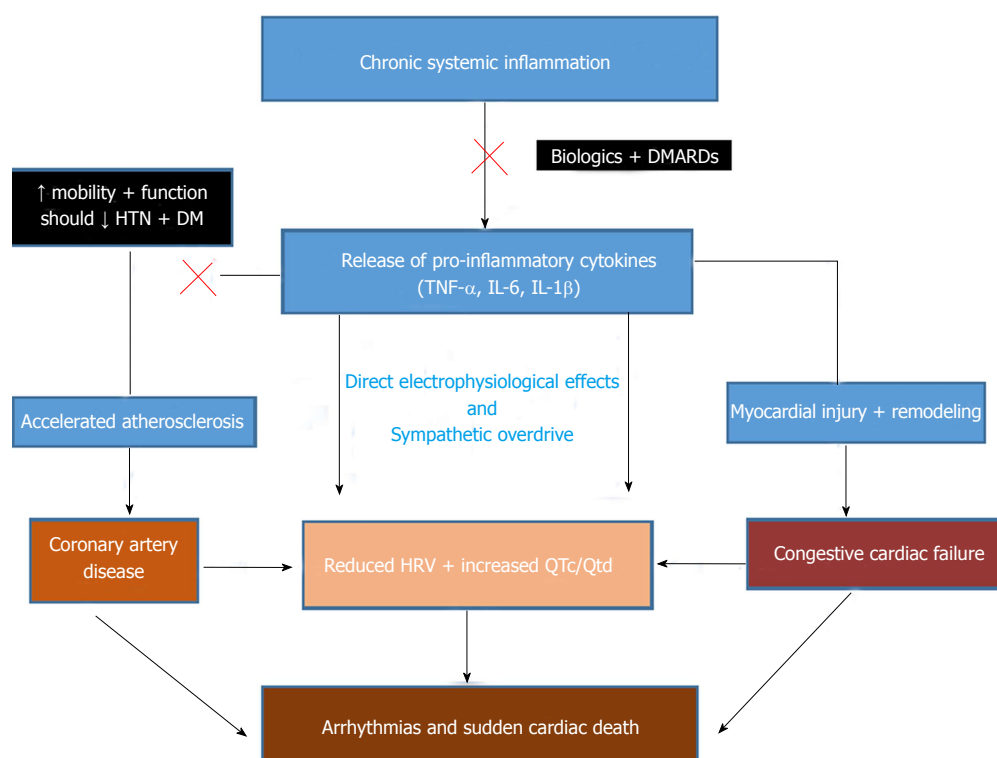 Chronic systemic inflammation
Biologics + DMARDs
↑ mobility + function
should ↓ HTN + DM
Release of pro-inflammatory cytokines
(TNF-α, IL-6, IL-1β)
Direct electrophysiological effects
and
Sympathetic overdrive
Accelerated atherosclerosis
Myocardial injury + remodeling
Coronary artery
disease
Reduced HRV + increased QTc/Qtd
Congestive cardiac failure
Arrhythmias and sudden cardiac death